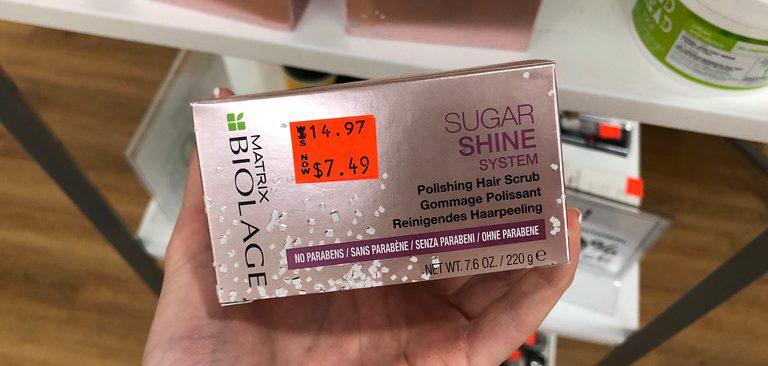 MATRIX
BIOLAGE
WAS $14.97
NOW $7.49
SUGAR
SHINE
SYSTEM
Polishing Hair Scrub
Gommage Polissant
Reinigendes Haarpeeling
NO PARABENS / SANS PARABÈNE / SENZA PARABENI / OHNE PARABENE
NET WT. 7.6 OZ. / 220 g e